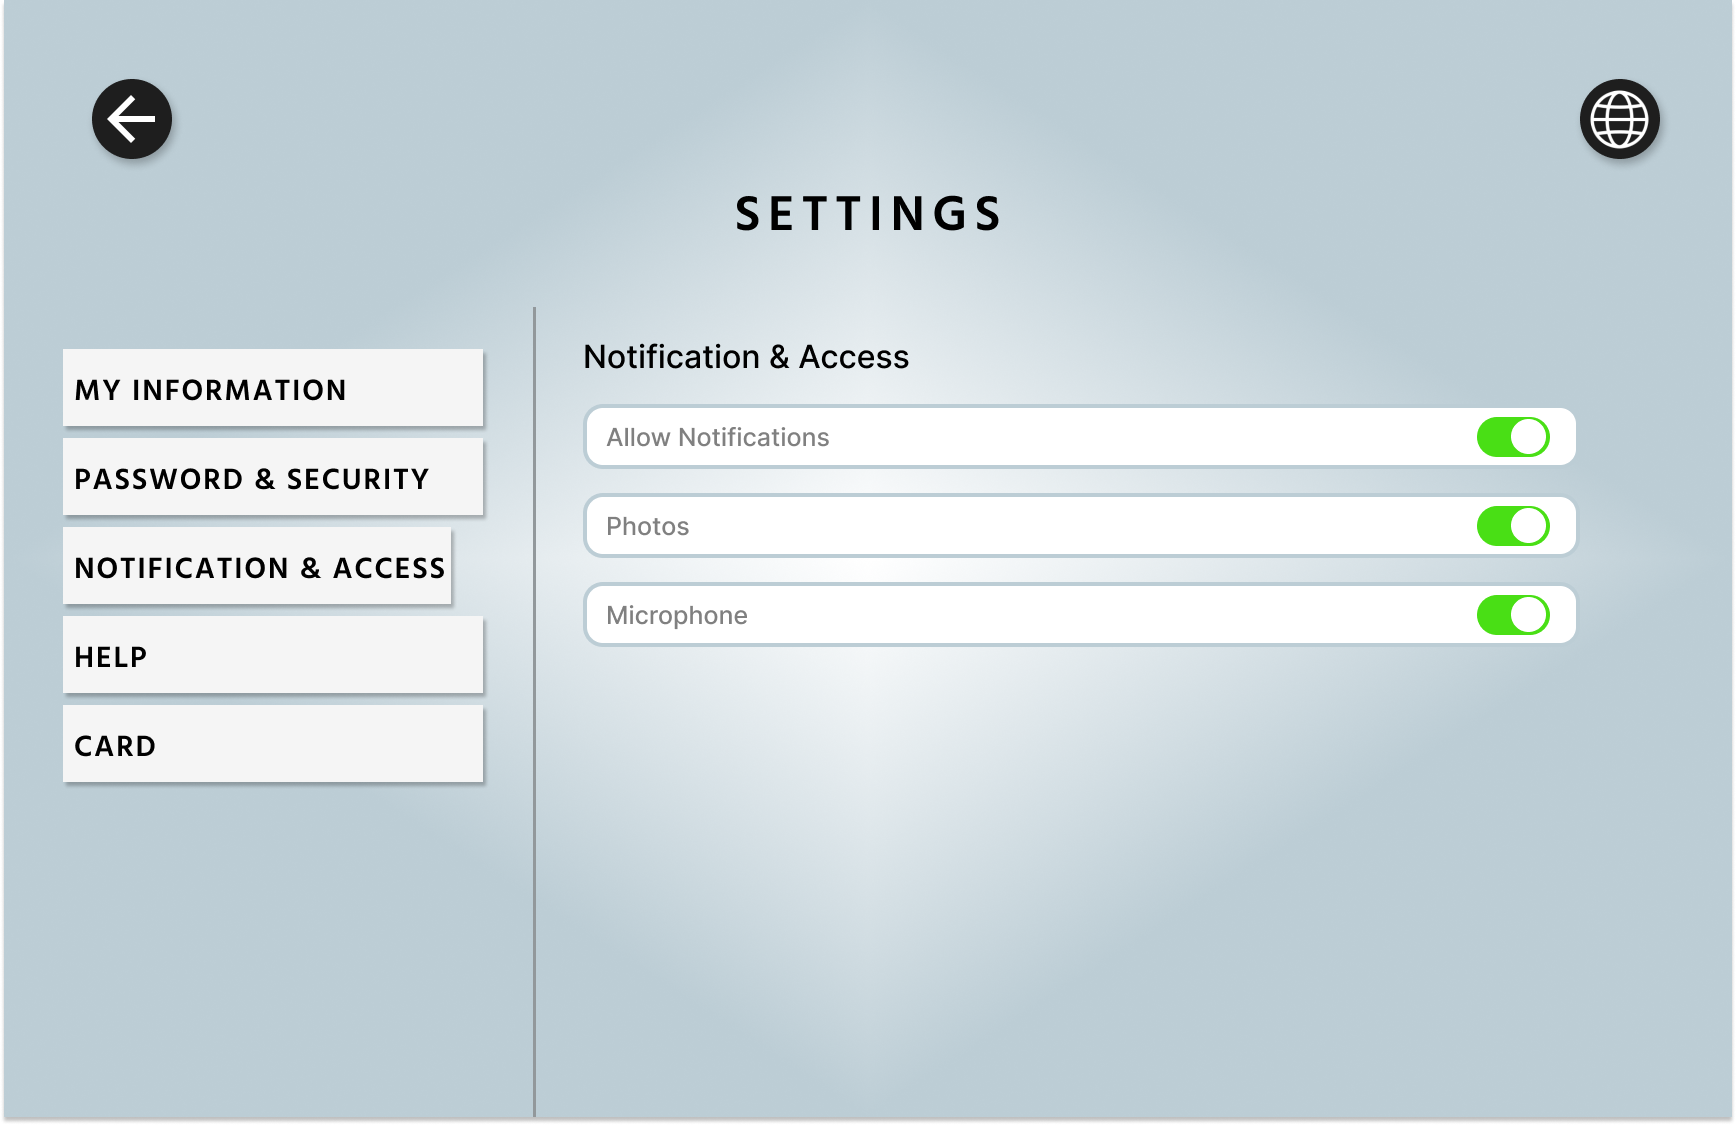 SETTINGS
MY INFORMATION
PASSWORD & SECURITY
NOTIFICATION & ACCESS
HELP
CARD
Notification & Access
Allow Notifications
Photos
Microphone